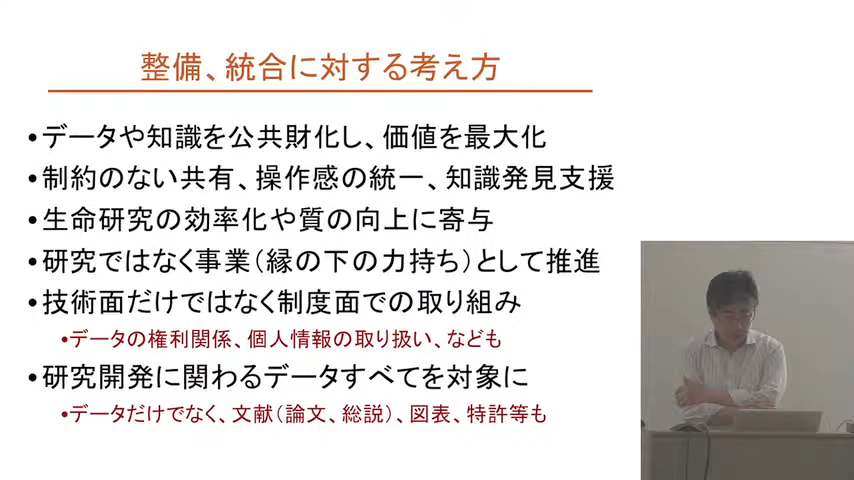 整備、統合に対する考え方
•データや知識を公共財化し、価値を最大化
•制約のない共有、操作感の統一、知識発見支援
•生命研究の効率化や質の向上に寄与
•研究ではなく事業（縁の下の力持ち）として推進
•技術面だけではなく制度面での取り組み
•データの権利関係、個人情報の取り扱い、なども
•研究開発に関わるデータすべてを対象に
•データだけでなく、文献（論文、総説）、図表、特許等も